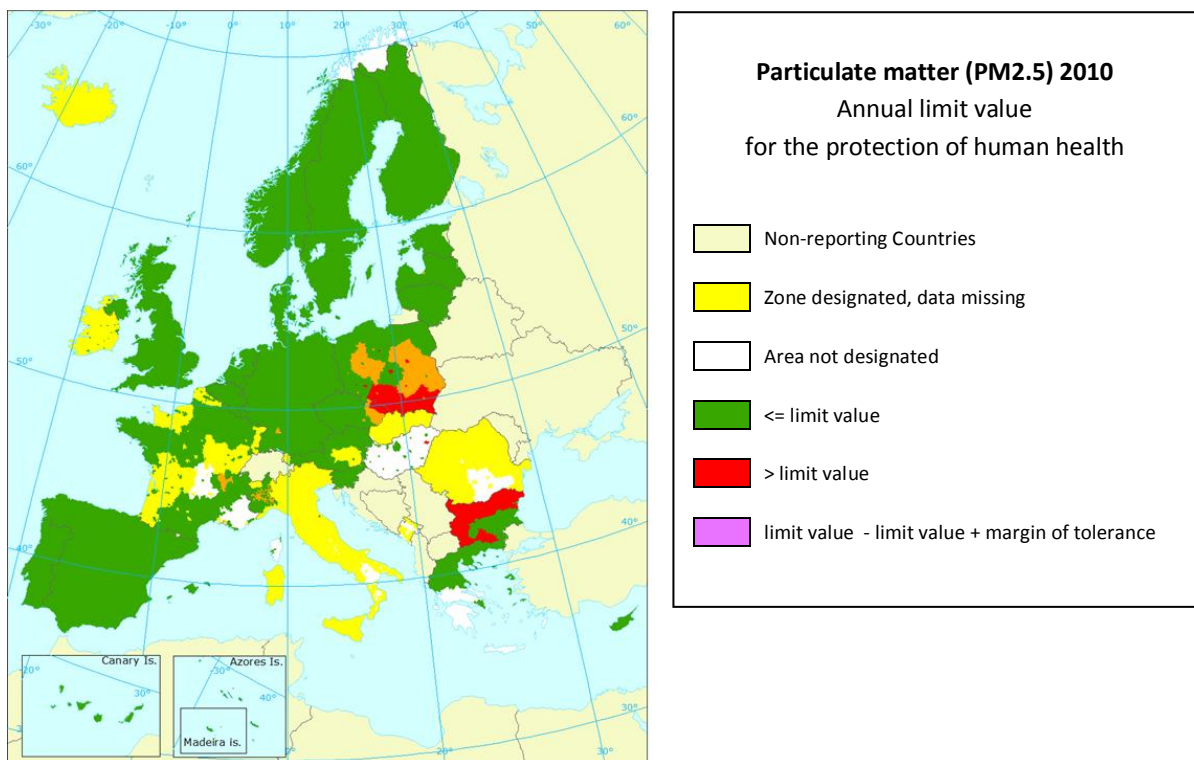 -30° -20° -10° 0° 10° 20° 30° 40° 50° 60°
60°
50°
40°
60°
50°
40°
Canary Is.
-20°
30°
Azores Is.
-30°
40°
Madeira is.
0°
10°
20°
30°
Particulate matter (PM2.5) 2010
Annual limit value
for the protection of human health
Non-reporting Countries
Zone designated, data missing
Area not designated
<= limit value
> limit value
limit value - limit value + margin of tolerance